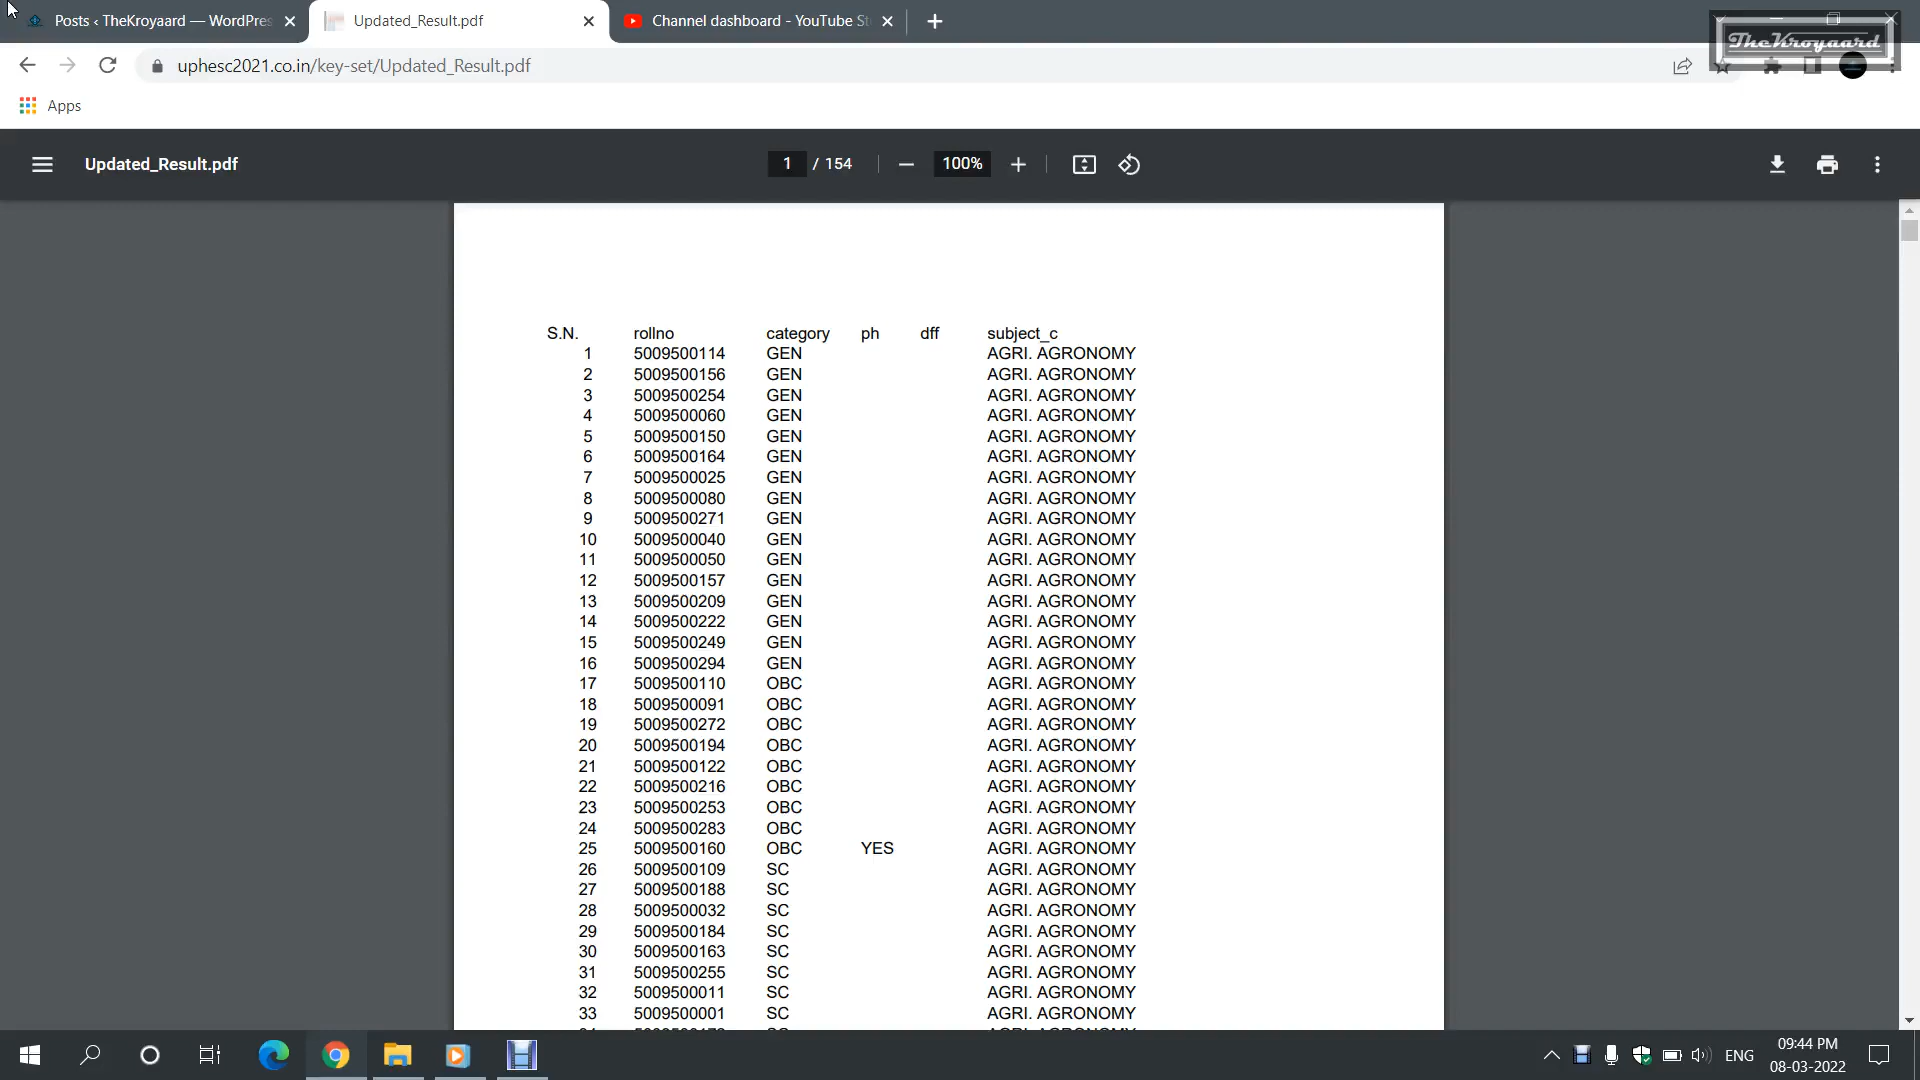 Posts ‹ TheKroyaard — WordPres
Updated_Result.pdf
Channel dashboard - YouTube St
TheKroyaard
uphesc2021.co.in/key-set/Updated_Result.pdf
Apps
Updated_Result.pdf
1 / 154
100%
S.N. rollno category ph dff subject_c
1 5009500114 GEN AGRI. AGRONOMY
2 5009500156 GEN AGRI. AGRONOMY
3 5009500254 GEN AGRI. AGRONOMY
4 5009500060 GEN AGRI. AGRONOMY
5 5009500150 GEN AGRI. AGRONOMY
6 5009500164 GEN AGRI. AGRONOMY
7 5009500025 GEN AGRI. AGRONOMY
8 5009500080 GEN AGRI. AGRONOMY
9 5009500271 GEN AGRI. AGRONOMY
10 5009500040 GEN AGRI. AGRONOMY
11 5009500050 GEN AGRI. AGRONOMY
12 5009500157 GEN AGRI. AGRONOMY
13 5009500209 GEN AGRI. AGRONOMY
14 5009500222 GEN AGRI. AGRONOMY
15 5009500249 GEN AGRI. AGRONOMY
16 5009500294 GEN AGRI. AGRONOMY
17 5009500110 OBC AGRI. AGRONOMY
18 5009500091 OBC AGRI. AGRONOMY
19 5009500272 OBC AGRI. AGRONOMY
20 5009500194 OBC AGRI. AGRONOMY
21 5009500122 OBC AGRI. AGRONOMY
22 5009500216 OBC AGRI. AGRONOMY
23 5009500253 OBC AGRI. AGRONOMY
24 5009500283 OBC AGRI. AGRONOMY
25 5009500160 OBC YES AGRI. AGRONOMY
26 5009500109 SC AGRI. AGRONOMY
27 5009500188 SC AGRI. AGRONOMY
28 5009500032 SC AGRI. AGRONOMY
29 5009500184 SC AGRI. AGRONOMY
30 5009500163 SC AGRI. AGRONOMY
31 5009500255 SC AGRI. AGRONOMY
32 5009500011 SC AGRI. AGRONOMY
33 5009500001 SC AGRI. AGRONOMY
ENG
09:44 PM
08-03-2022